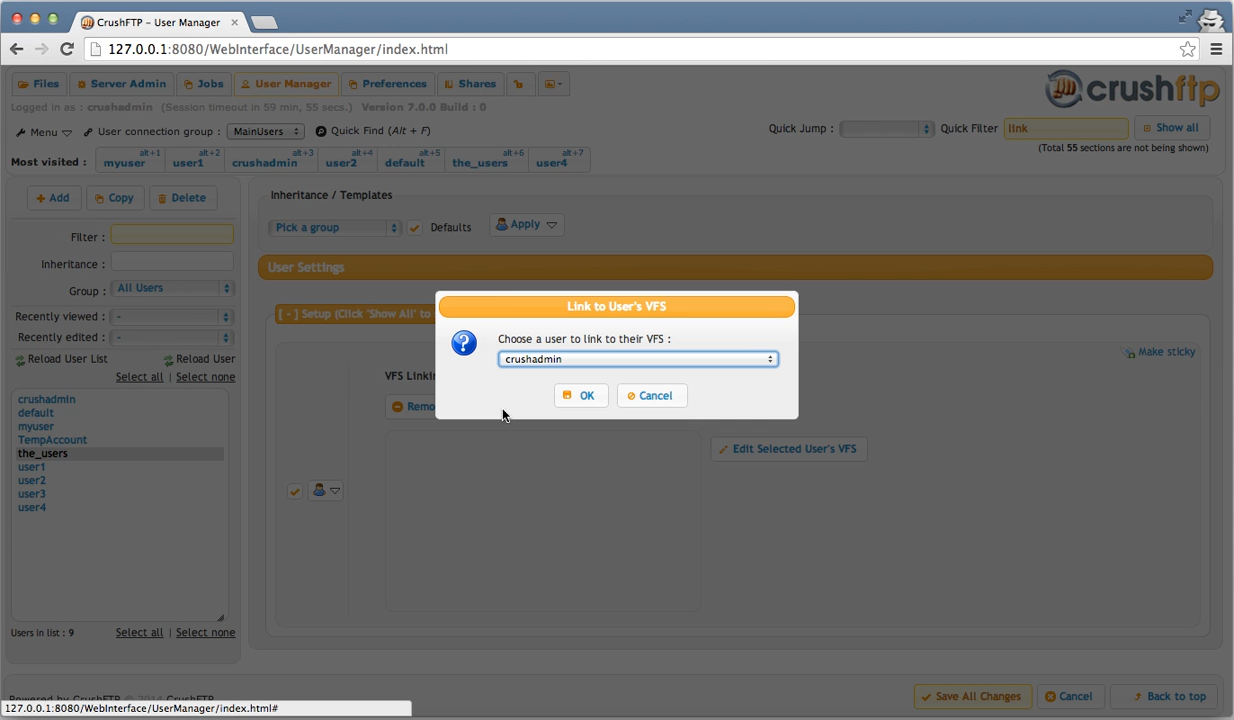 CrushFTP – User Manager
127.0.0.1:8080/WebInterface/UserManager/index.html
Files Server Admin Jobs User Manager Preferences Shares
crushftp
Logged in as : crushadmin (Session timeout in 59 min, 55 secs.) Version 7.0.0 Build : 0
Menu User connection group : MainUsers Quick Find (Alt + F)
Quick Jump : Quick Filter link Show all
(Total 55 sections are not being shown)
Most visited : myuser alt+1 user1 alt+2 crushadmin alt+3 user2 alt+4 default alt+5 the_users alt+6 user4 alt+7
Add Copy Delete
Filter :
Inheritance :
Group : All Users
Recently viewed : -
Recently edited : -
Reload User List Reload User
Select all | Select none
crushadmin
default
myuser
TempAccount
the_users
user1
user2
user3
user4
Users in list : 9 Select all | Select none
Inheritance / Templates
Pick a group Defaults Apply
User Settings
[ - ] Setup (Click 'Show All' to
Make sticky
VFS Linkin
Remo
Edit Selected User's VFS
Link to User's VFS
Choose a user to link to their VFS :
crushadmin
OK Cancel
Powered by CrushFTP © 2014 CrushFTP
Save All Changes Cancel Back to top
127.0.0.1:8080/WebInterface/UserManager/index.html#